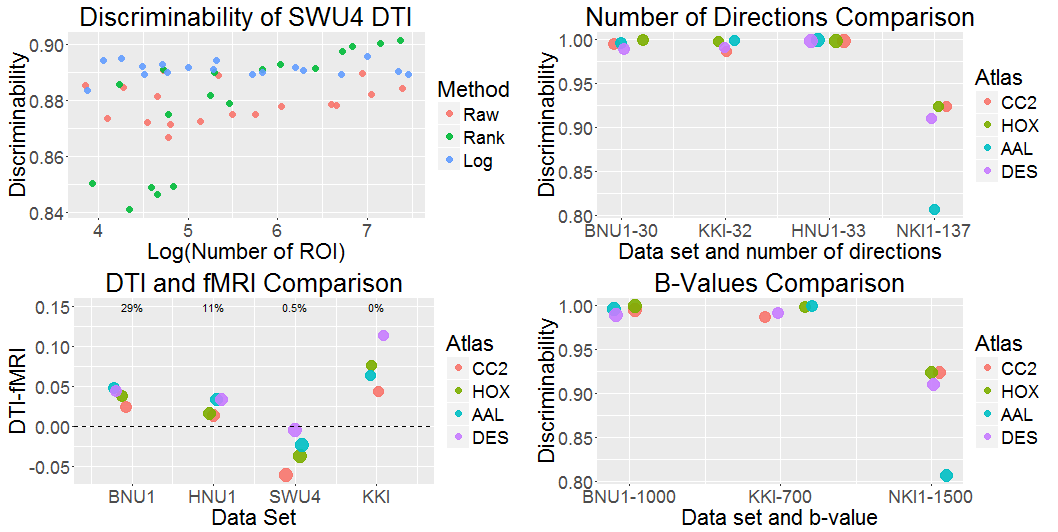 Discriminability of SWU4 DTI
Discriminability
0.90
0.88
0.86
0.84
4 5 6 7
Log(Number of ROI)
Method
Raw
Rank
Log
Number of Directions Comparison
Discriminability
1.00
0.95
0.90
0.85
0.80
BNU1-30 KKI-32 HNU1-33 NKI1-137
Data set and number of directions
Atlas
CC2
HOX
AAL
DES
DTI and fMRI Comparison
DTI-fMRI
0.15
0.10
0.05
0.00
-0.05
29% 11% 0.5% 0%
BNU1 HNU1 SWU4 KKI
Data Set
Atlas
CC2
HOX
AAL
DES
B-Values Comparison
Discriminability
1.00
0.95
0.90
0.85
0.80
BNU1-1000 KKI-700 NKI1-1500
Data set and b-value
Atlas
CC2
HOX
AAL
DES